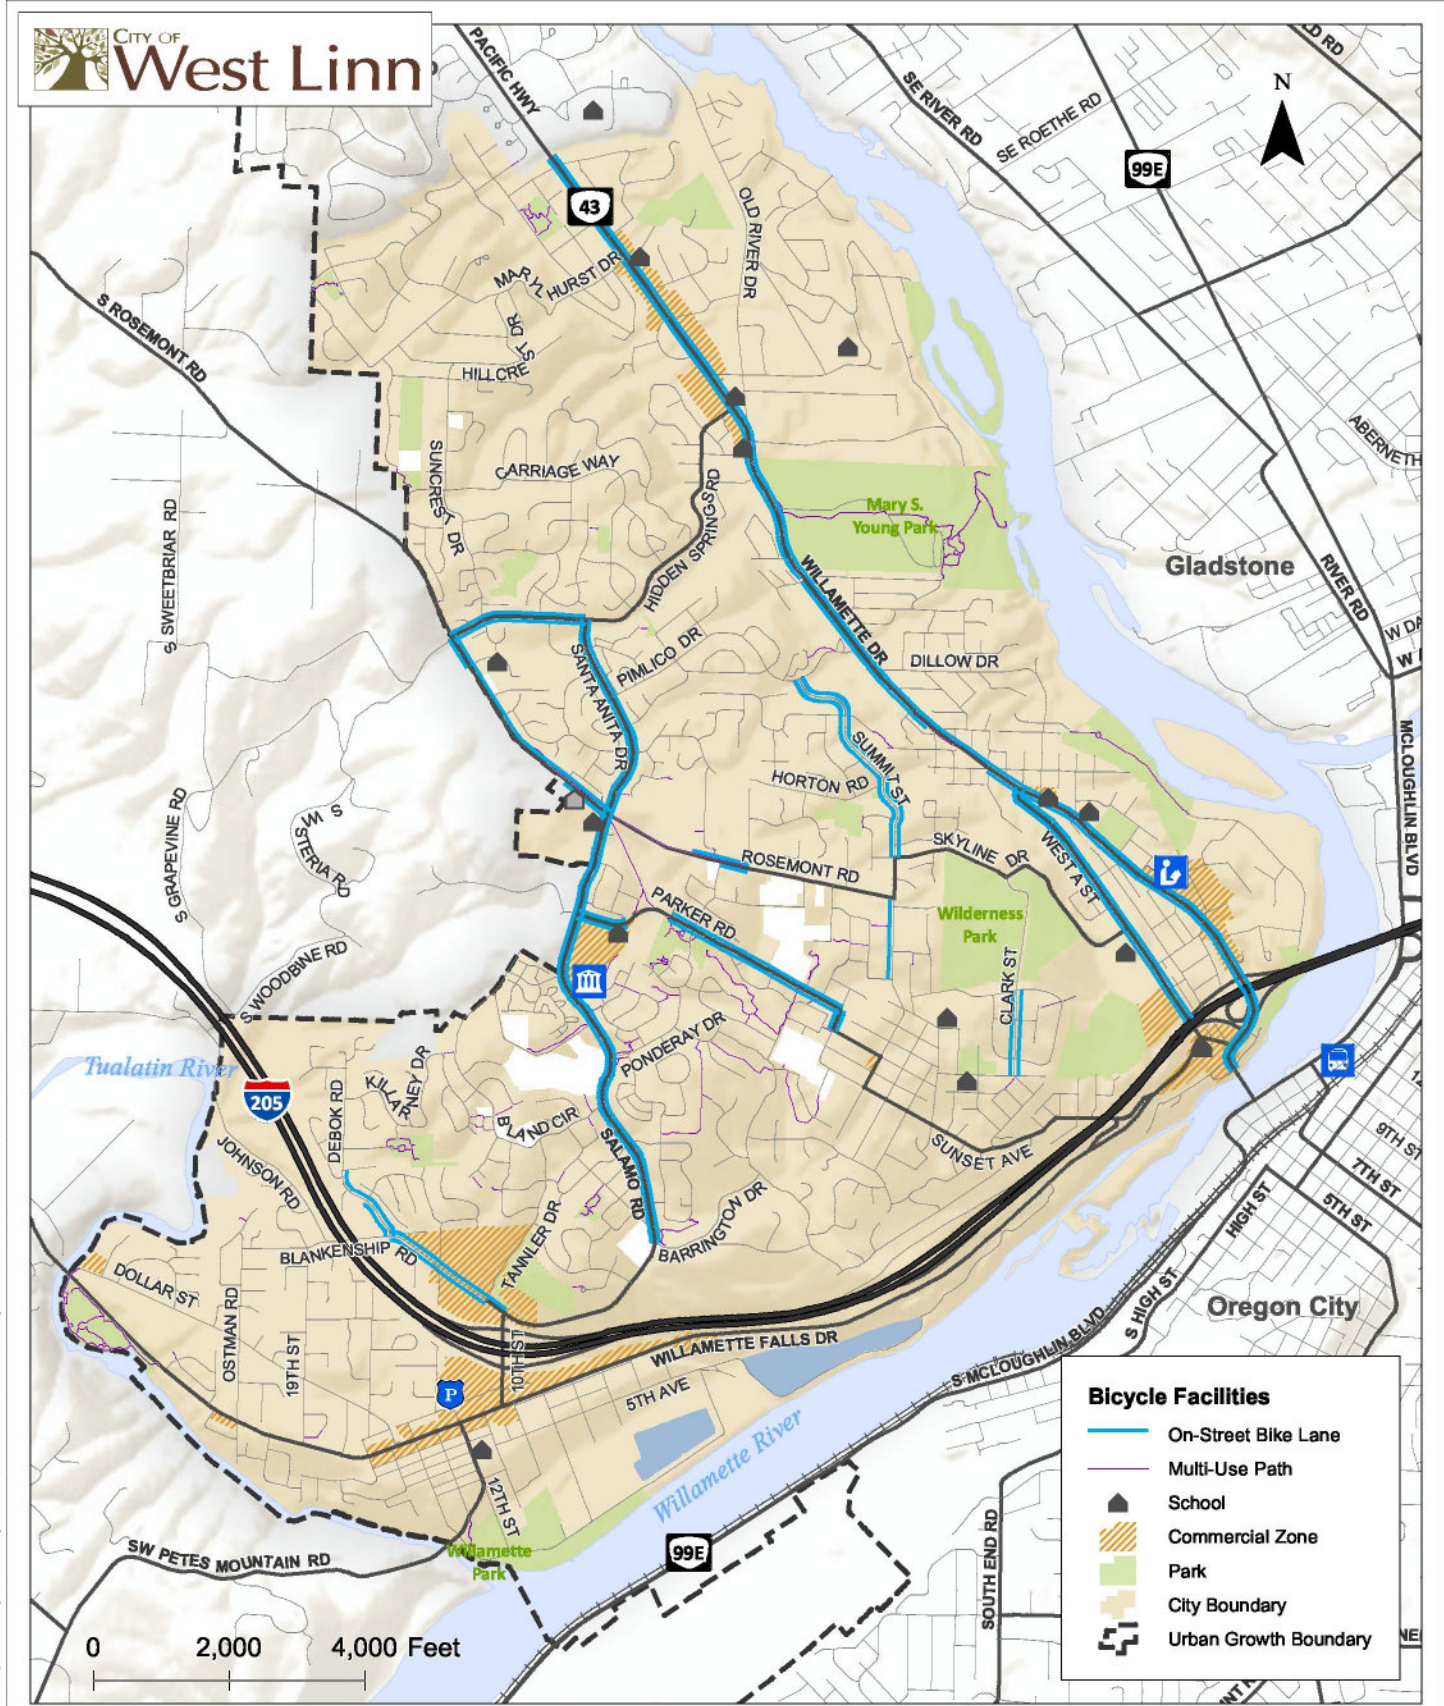 CITY OF
West Linn
PACIFIC HWY
LD RD
SE RIVER RD
SE ROETHE RD
N
99E
43
OLD RIVER DR
MARYLHURST DR
S ROSEMONT RD
HILLCREST DR
SUNCREST DR
CARRIAGE WAY
ABERNETH
HIDDEN SPRINGS RD
Mary S.
Young Park
S SWEETBRIAR RD
Gladstone
RIVER RD
WILLAMETTE DR
W DA
W A
DILLOW DR
PIMLICO DR
SANTA ANITA DR
SUMMIT ST
HORTON RD
MCLOUGHLIN BLVD
S GRAPEVINE RD
S WISTERIA RD
SKYLINE DR
WEST A ST
ROSEMONT RD
PARKER RD
Wilderness
Park
S WOODBINE RD
CLARK ST
Tualatin River
PONDERAY DR
KILLARNEY DR
205
DEBOK RD
BLAND CIR
JOHNSON RD
SALAMO RD
SUNSET AVE
12
9TH ST
7TH ST
5TH ST
HIGH ST
BARRINGTON DR
TANNLER DR
BLANKENSHIP RD
DOLLAR ST
S HIGH ST
Oregon City
OSTMAN RD
19TH ST
10TH ST
WILLAMETTE FALLS DR
S MCLOUGHLIN BLVD
P
5TH AVE
Willamette River
12TH ST
SW PETES MOUNTAIN RD
Willamette
Park
99E
SOUTH END RD
Bicycle Facilities
On-Street Bike Lane
Multi-Use Path
School
Commercial Zone
Park
City Boundary
Urban Growth Boundary
NE
0 2,000 4,000 Feet